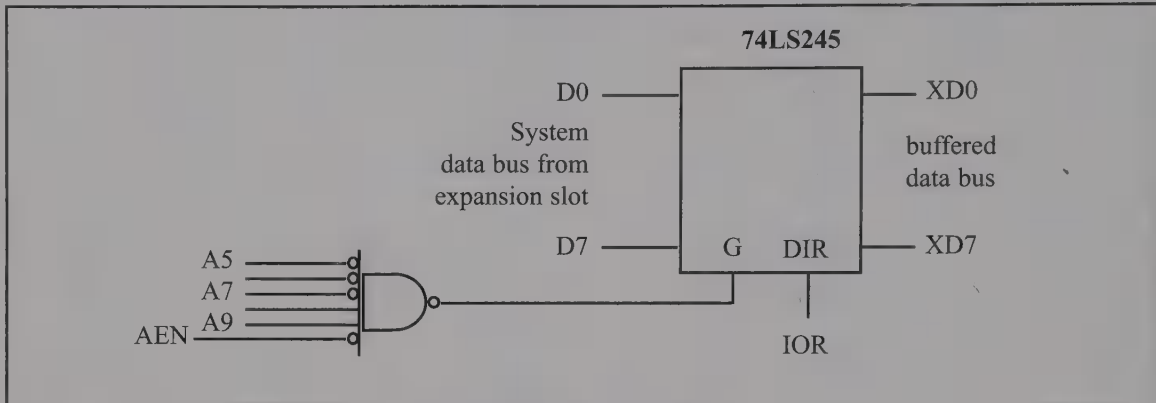 74LS245
D0
XD0
System
data bus from
expansion slot
buffered
data bus
D7
G
DIR
XD7
A5
A7
A9
AEN
IOR